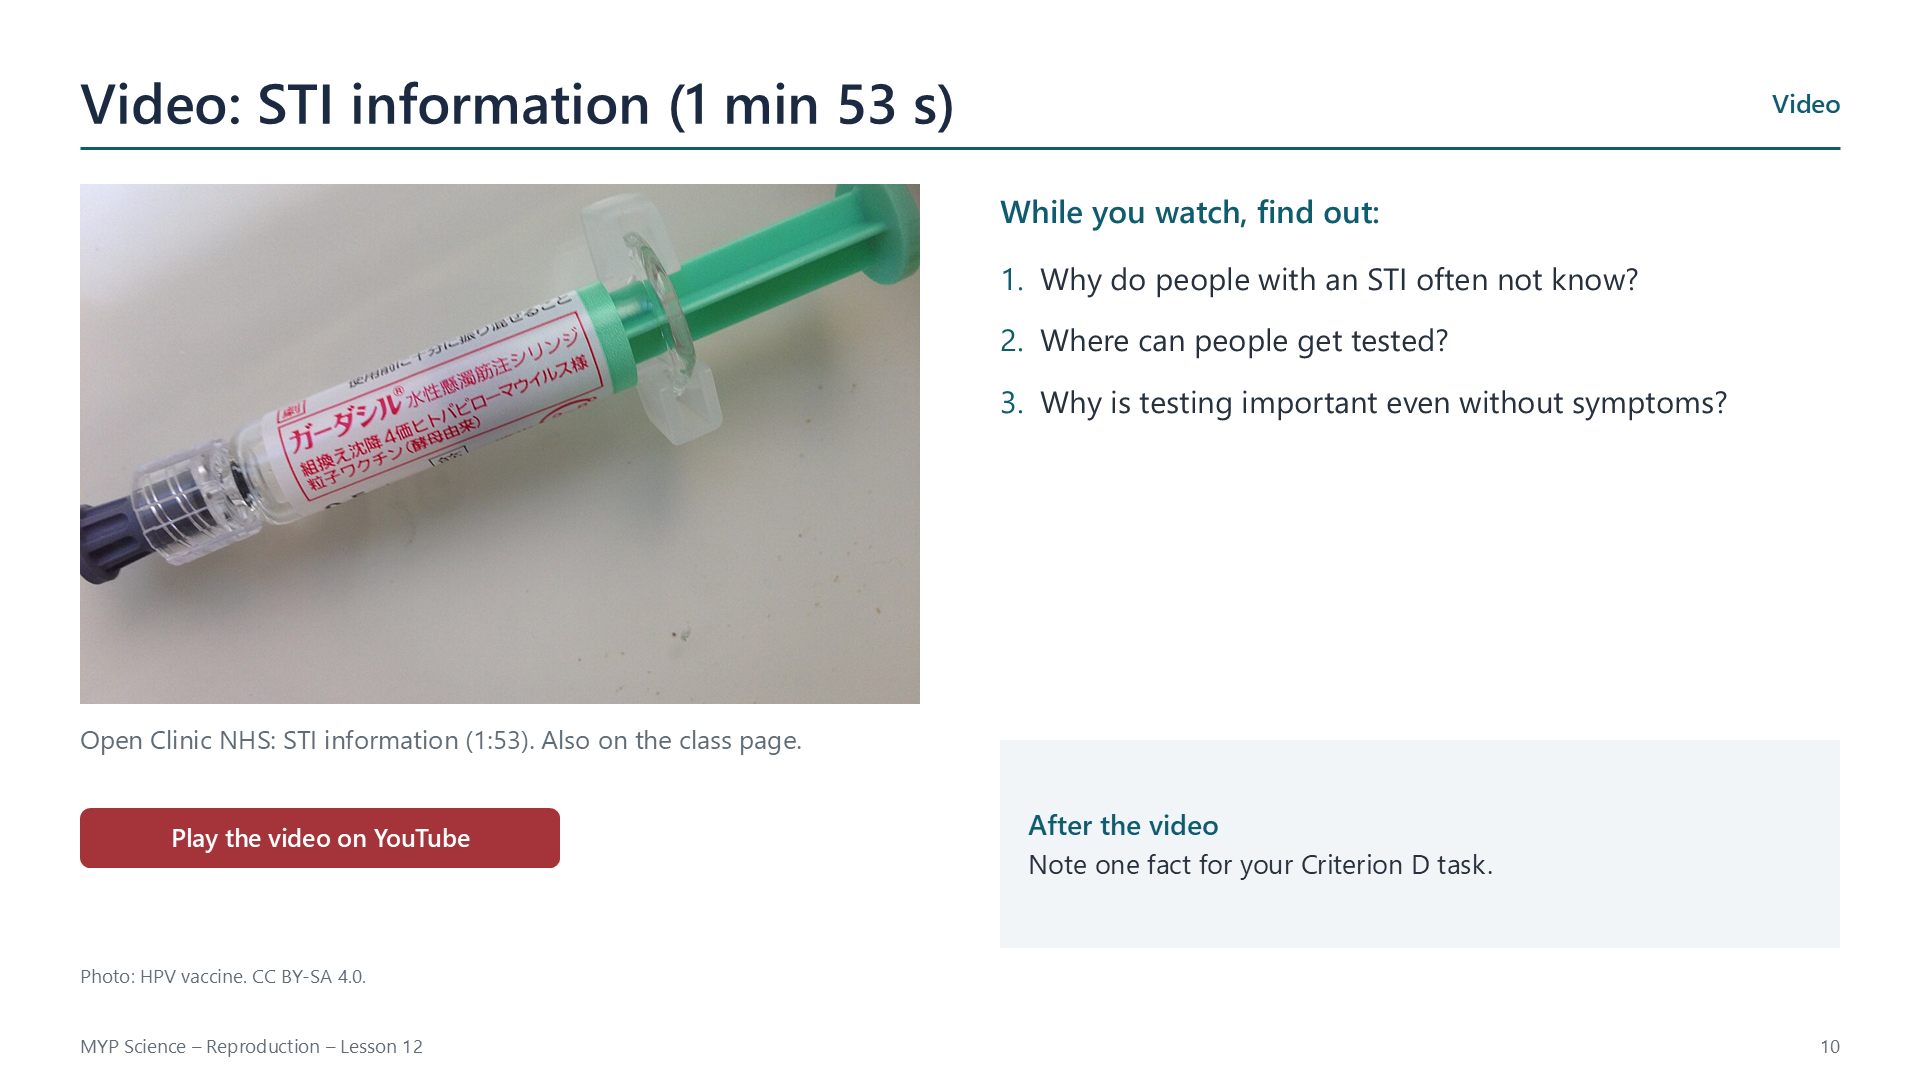 Video: STI information (1 min 53 s)
Video
劇
ガーダシル® 水性懸濁筋注シリンジ
組換え沈降4価ヒトパピローマウイルス様
粒子ワクチン(酵母由来)
Open Clinic NHS: STI information (1:53). Also on the class page.
Play the video on YouTube
Photo: HPV vaccine. CC BY-SA 4.0.
While you watch, find out:
1. Why do people with an STI often not know?
2. Where can people get tested?
3. Why is testing important even without symptoms?
After the video
Note one fact for your Criterion D task.
MYP Science – Reproduction – Lesson 12
10